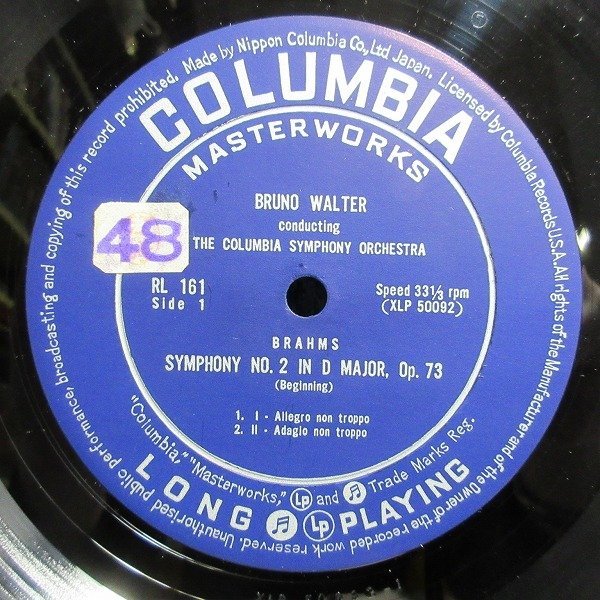 Unauthorised public performance, broadcasting and copying of this record prohibited. Made by Nippon Columbia Co., Ltd Japan. Licensed by Columbia Records U.S.A. All rights of the Manufacturer and of the Owner of the recorded work reserved.
COLUMBIA
MASTERWORKS
BRUNO WALTER
conducting
48
THE COLUMBIA SYMPHONY ORCHESTRA
RL 161
Side 1
Speed 33 1/3 rpm
(XLP 50092)
BRAHMS
SYMPHONY NO. 2 IN D MAJOR, Op. 73
(Beginning)
1. I - Allegro non troppo
2. II - Adagio non troppo
"Columbia," "Masterworks," Lp and Trade Marks Reg.
LONG Lp PLAYING